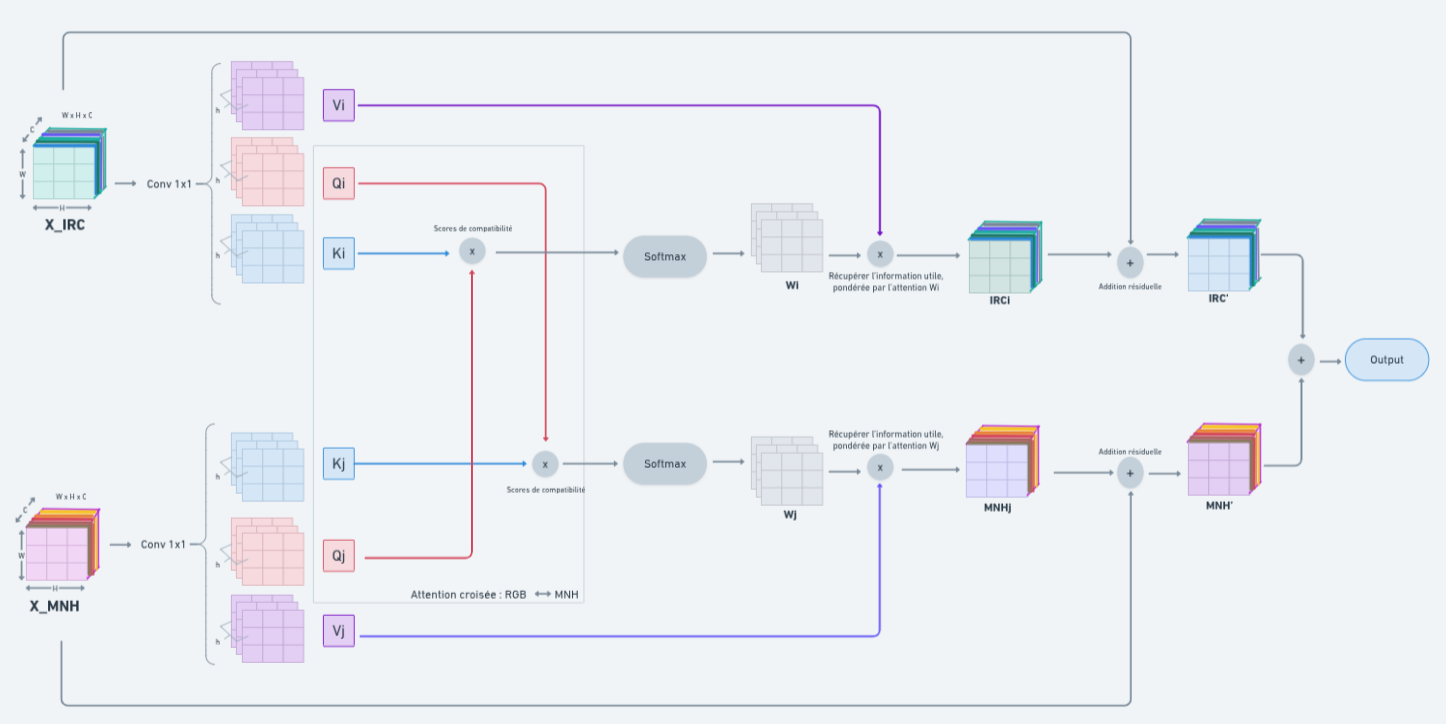 W x H x C
C
W
H
X_IRC
Conv 1x1
h
h
h
Vi
Qi
Ki
Scores de compatibilité
x
Softmax
Wi
x
Récupérer l'information utile,
pondérée par l'attention Wi
IRCi
+
Addition résiduelle
IRC'
+
Output
W x H x C
C
W
H
X_MNH
Conv 1x1
h
h
h
Kj
Qj
Vj
x
Scores de compatibilité
Attention croisée : RGB ↔ MNH
Softmax
Wj
Récupérer l'information utile,
pondérée par l'attention Wj
x
MNHj
Addition résiduelle
+
MNH'